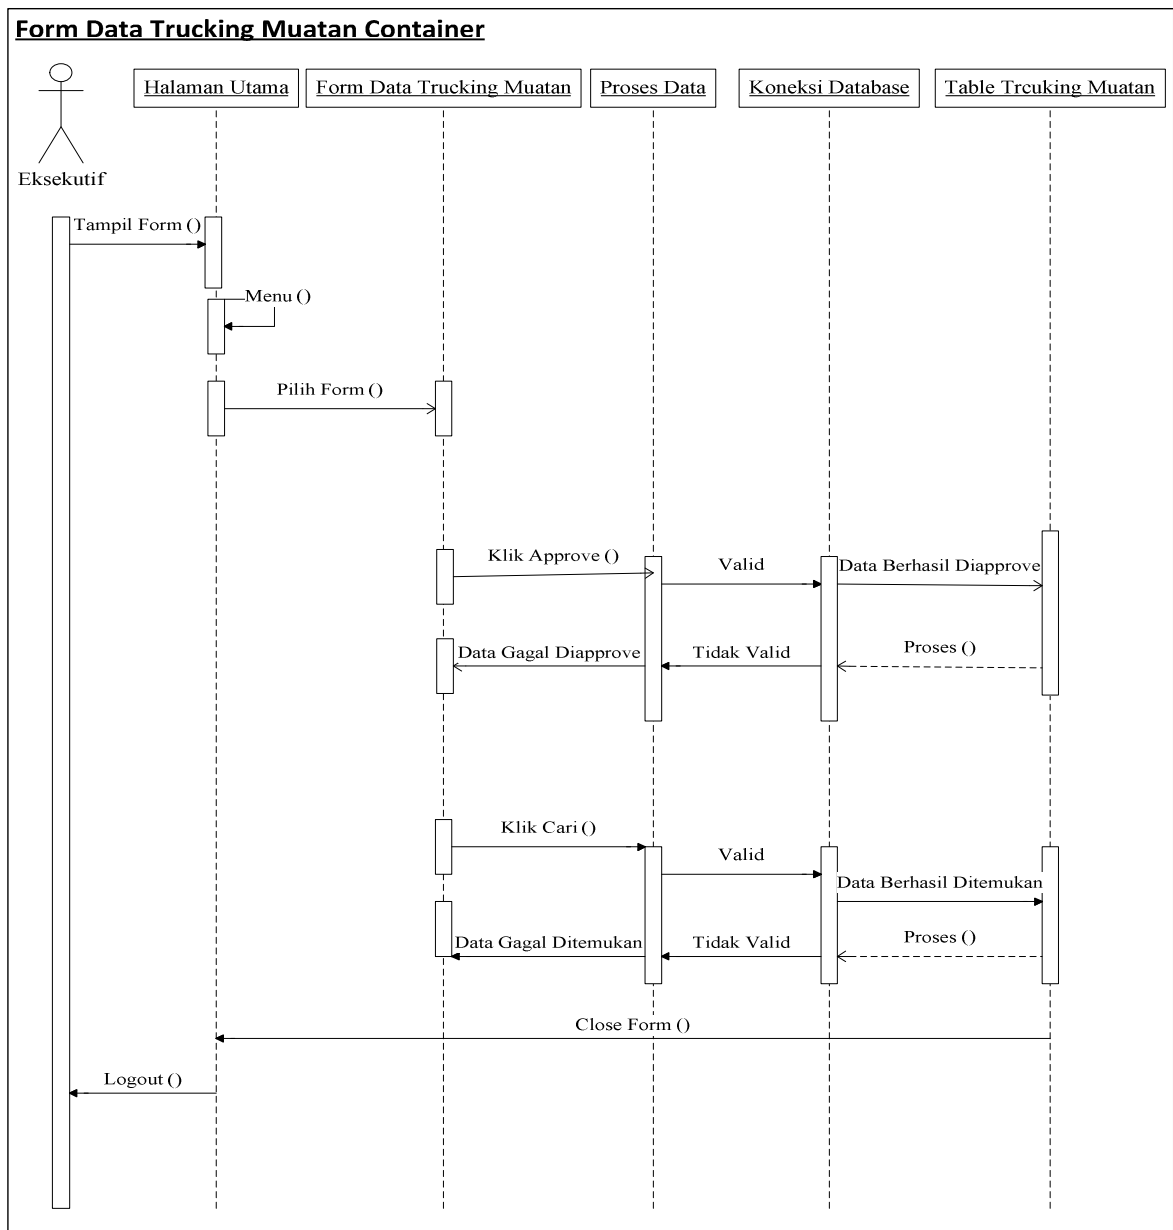 Form Data Trucking Muatan Container
Eksekutif
Halaman Utama
Form Data Trucking Muatan
Proses Data
Koneksi Database
Table Trcuking Muatan
Tampil Form ()
Menu ()
Pilih Form ()
Klik Approve ()
Valid
Data Berhasil Diapprove
Data Gagal Diapprove
Tidak Valid
Proses ()
Klik Cari ()
Valid
Data Berhasil Ditemukan
Data Gagal Ditemukan
Tidak Valid
Proses ()
Close Form ()
Logout ()